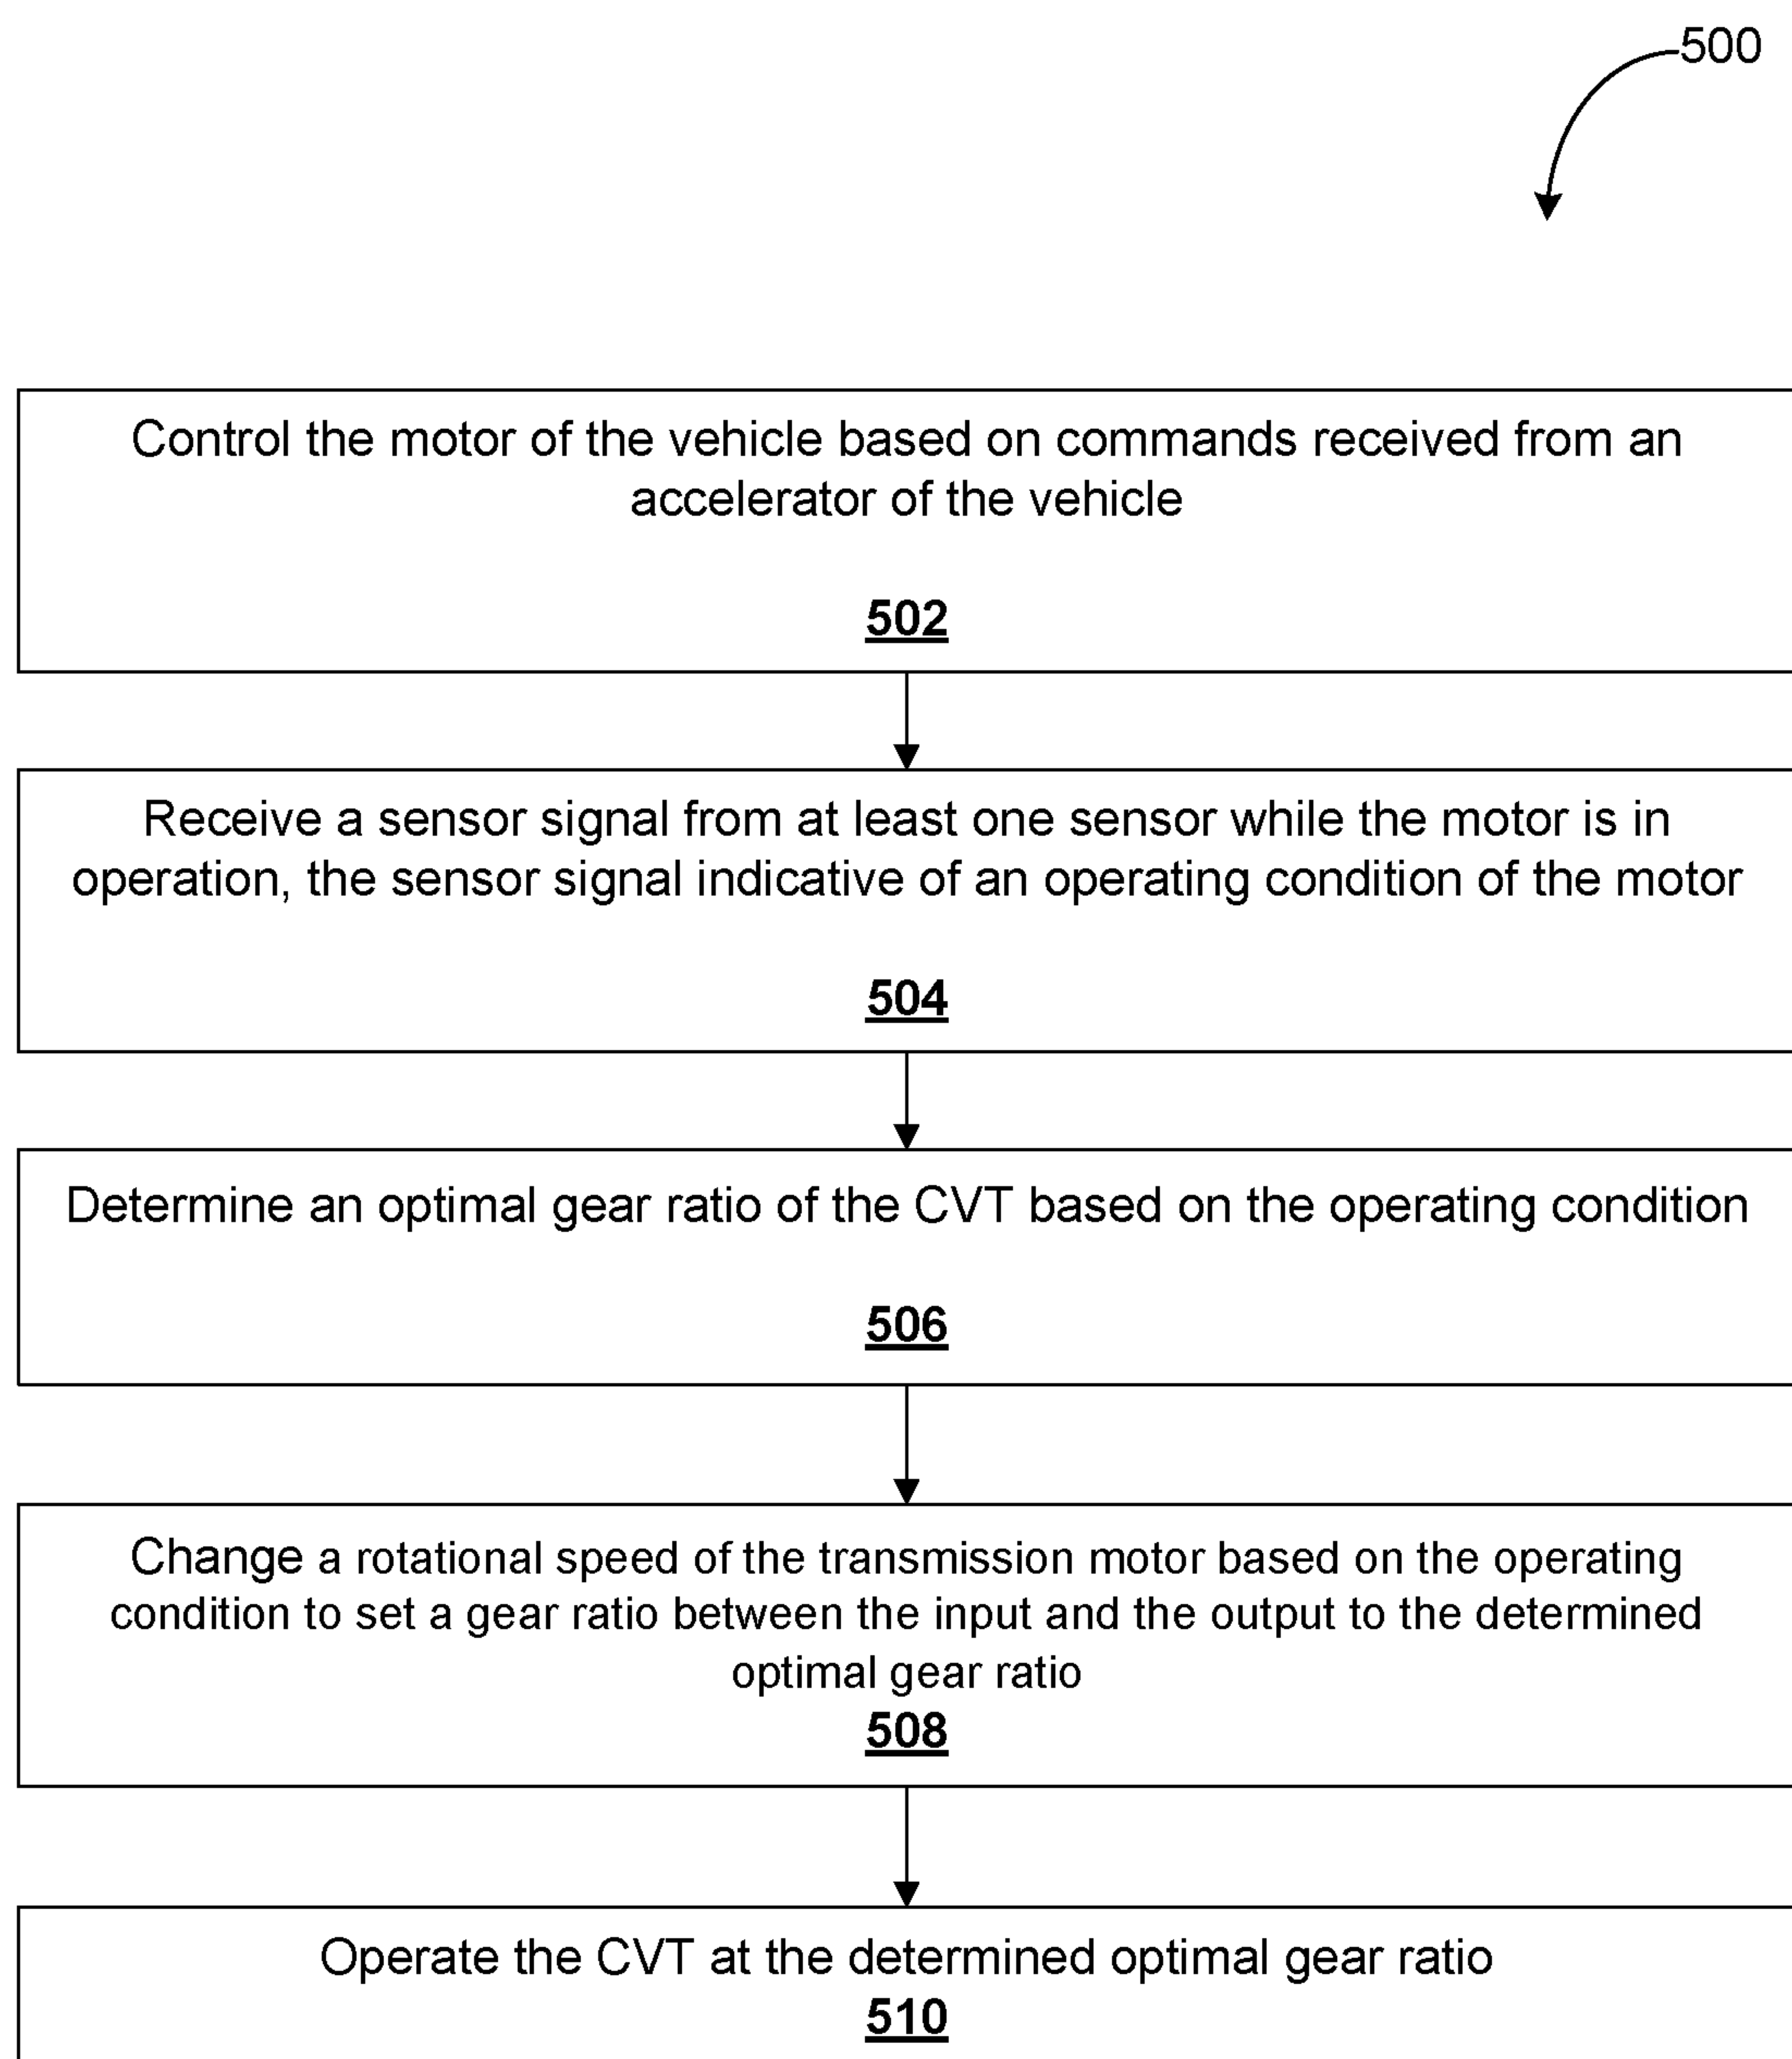 500
Control the motor of the vehicle based on commands received from an
accelerator of the vehicle
502
Receive a sensor signal from at least one sensor while the motor is in
operation, the sensor signal indicative of an operating condition of the motor
504
Determine an optimal gear ratio of the CVT based on the operating condition
506
Change a rotational speed of the transmission motor based on the operating
condition to set a gear ratio between the input and the output to the determined
optimal gear ratio
508
Operate the CVT at the determined optimal gear ratio
510